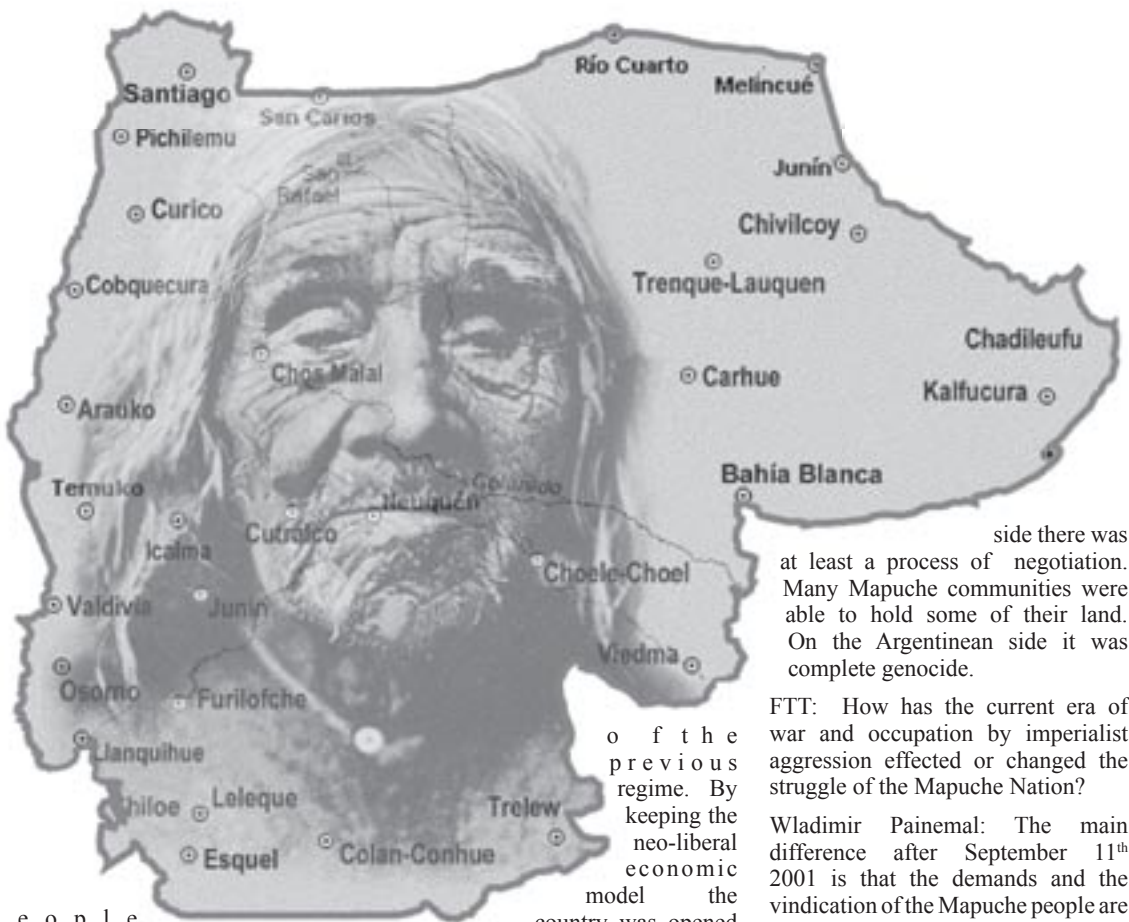 Río Cuarto
Melincué
Santiago
San Carlos
Pichilemu
San
Rafael
Junín
Curico
Chivilcoy
Cobquecura
Trenque-Lauquen
Chadileufu
Chos Malal
Carhue
Kalfucura
Arauko
Bahía Blanca
Temuko
Neuquén
Icalma
Cutralco
Choele-Choel
Valdivia
Junín
Viedma
Osorno
Furilofche
Llanquihue
Chiloe
Leleque
Trelew
Esquel
Colan-Conhue
e o p l e
o f t h e
p r e v i o u s
regime. By
keeping the
neo-liberal
e c o n o m i c
model the
country was opened
side there was
at least a process of negotiation.
Many Mapuche communities were
able to hold some of their land.
On the Argentinean side it was
complete genocide.
FTT: How has the current era of
war and occupation by imperialist
aggression effected or changed the
struggle of the Mapuche Nation?
Wladimir Painemal: The main
difference after September 11th
2001 is that the demands and the
vindication of the Mapuche people are